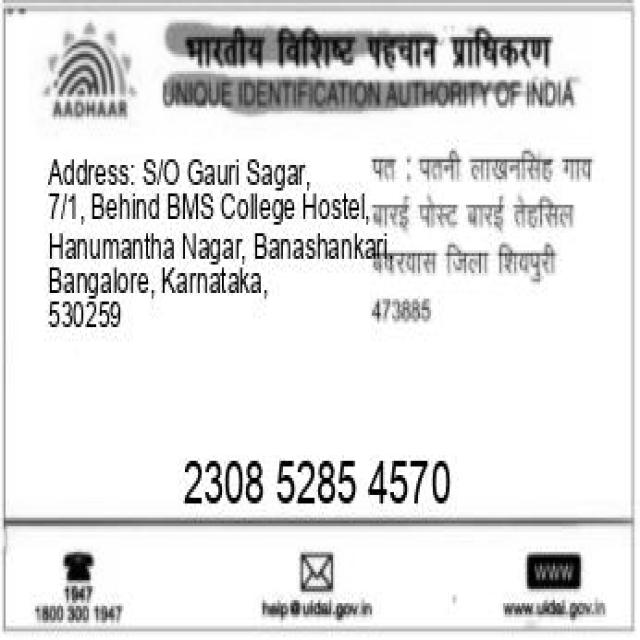 भारतीय विशिष्ट पहचान प्राधिकरण
AADHAAR
UNIQUE IDENTIFICATION AUTHORITY OF INDIA
Address: S/O Gauri Sagar,
7/1, Behind BMS College Hostel,
Hanumantha Nagar, Banashankari,
Bangalore, Karnataka,
530259
पत : पतनी लाखनसिंह गाय
बारई पोस्ट बारई तेहसिल
जिला शिवपुरी
473885
2308 5285 4570
1947
1800 300 1947
help@uidai.gov.in
WWW
www.uidai.gov.in